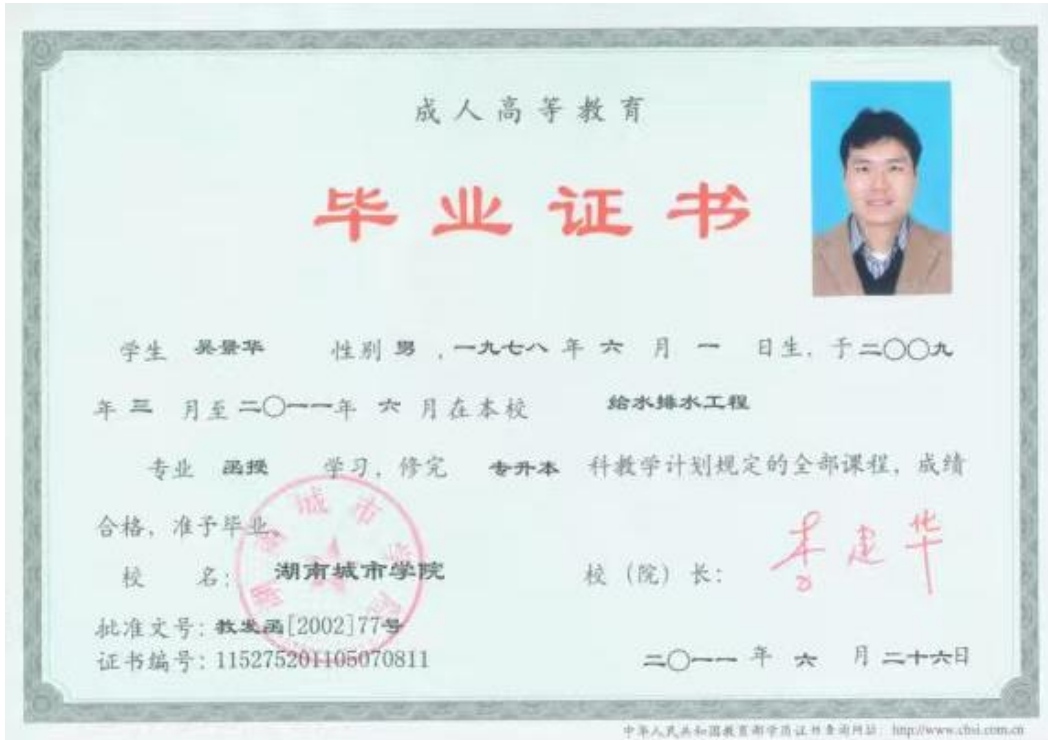 成人高等教育
毕业证书
学生 吴景华 性别 男 ,一九七八 年 六 月 一 日生, 于二〇〇九
年 三 月至 二〇一一年 六 月在本校 给水排水工程
专业 函授 学习, 修完 专升本 科教学计划规定的全部课程, 成绩
合格, 准予毕业。
校 名: 湖南城市学院 校 (院) 长: 李建华
批准文号: 教发函[2002]77号
证书编号: 115275201105070811
二〇一一 年 六 月 二十六日
湖南城市学院
中华人民共和国教育部学历证书查询网站: http://www.chsi.com.cn